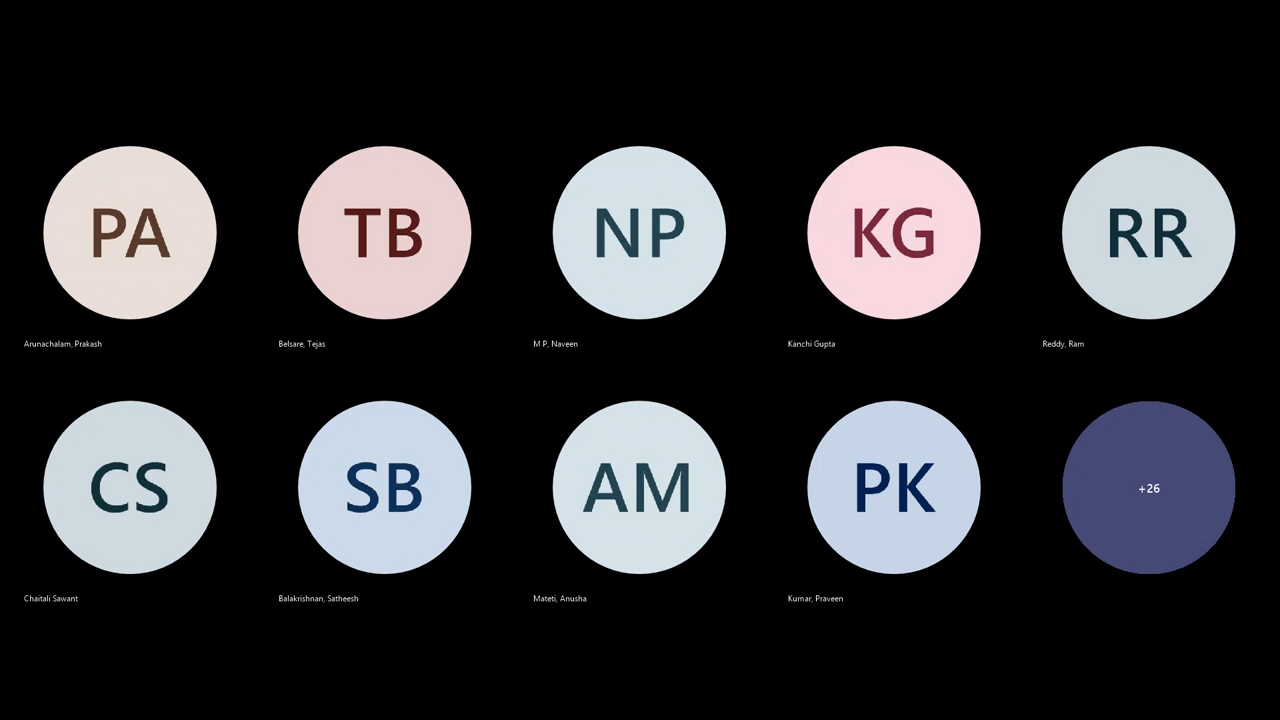 PA
TB
NP
KG
RR
Arunachalam, Prakash
Belsare, Tejas
M P, Naveen
Kanchi Gupta
Reddy, Ram
CS
SB
AM
PK
+26
Chaitali Sawant
Balakrishnan, Satheesh
Mateti, Anusha
Kumar, Praveen